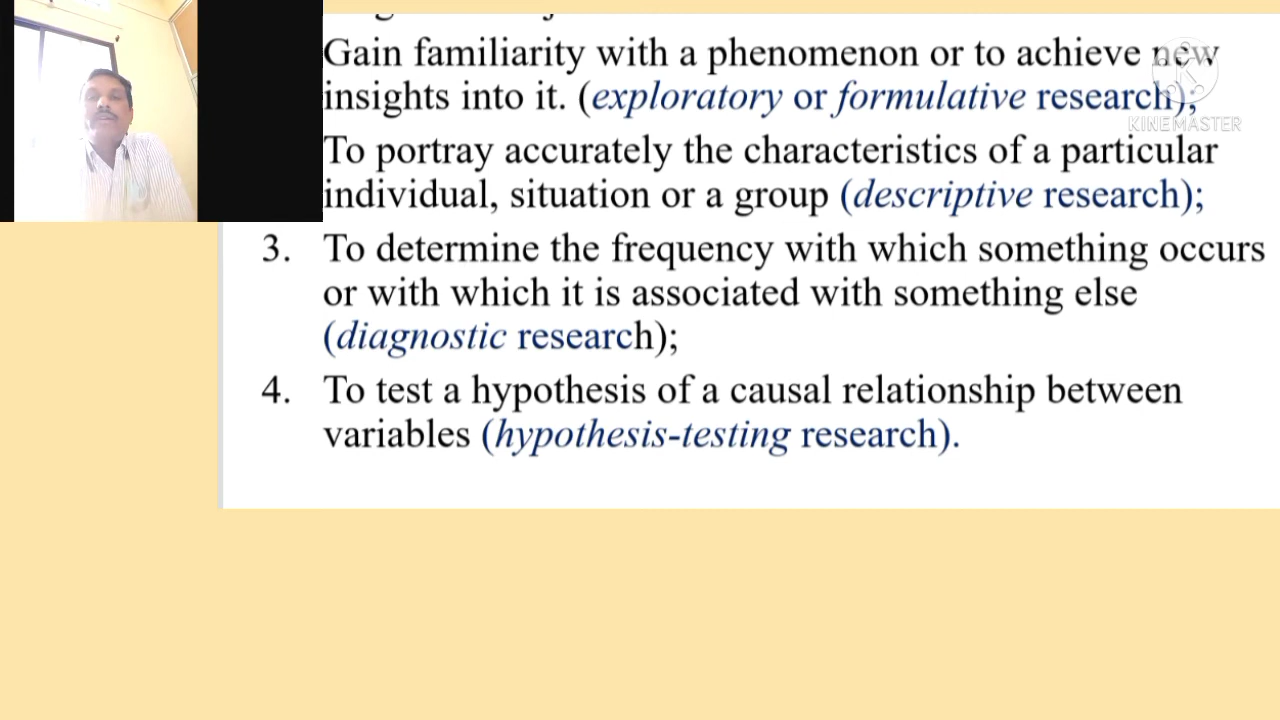 Gain familiarity with a phenomenon or to achieve new
insights into it. (exploratory or formulative research);
KINEMASTER
To portray accurately the characteristics of a particular
individual, situation or a group (descriptive research);
3. To determine the frequency with which something occurs
or with which it is associated with something else
(diagnostic research);
4. To test a hypothesis of a causal relationship between
variables (hypothesis-testing research).